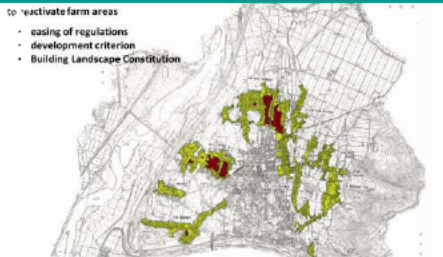 to reactivate farm areas
• easing of regulations
• development criterion
• Building Landscape Constitution